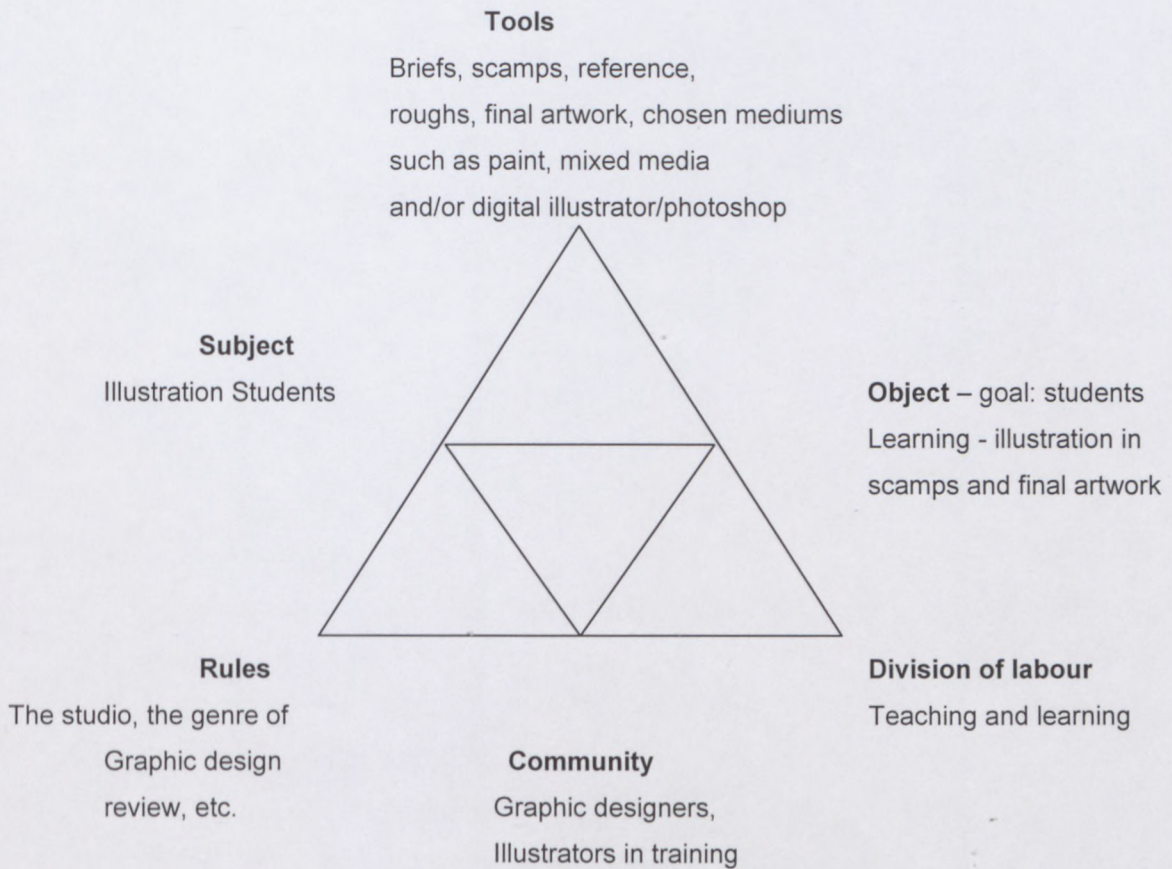 Tools
Briefs, scamps, reference,
roughs, final artwork, chosen mediums
such as paint, mixed media
and/or digital illustrator/photoshop
Subject
Illustration Students
Object – goal: students
Learning - illustration in
scamps and final artwork
Rules
The studio, the genre of
Graphic design
review, etc.
Community
Graphic designers,
Illustrators in training
Division of labour
Teaching and learning